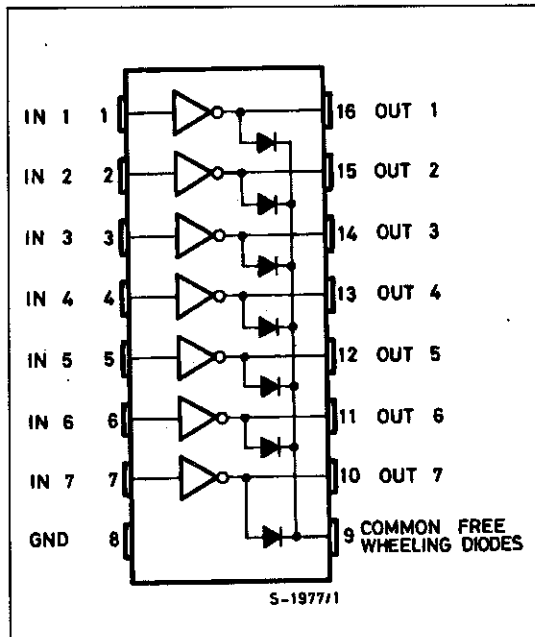 IN 1 1 16 OUT 1
IN 2 2 15 OUT 2
IN 3 3 14 OUT 3
IN 4 4 13 OUT 4
IN 5 5 12 OUT 5
IN 6 6 11 OUT 6
IN 7 7 10 OUT 7
GND 8 9 COMMON FREE
WHEELING DIODES
S-1977/1